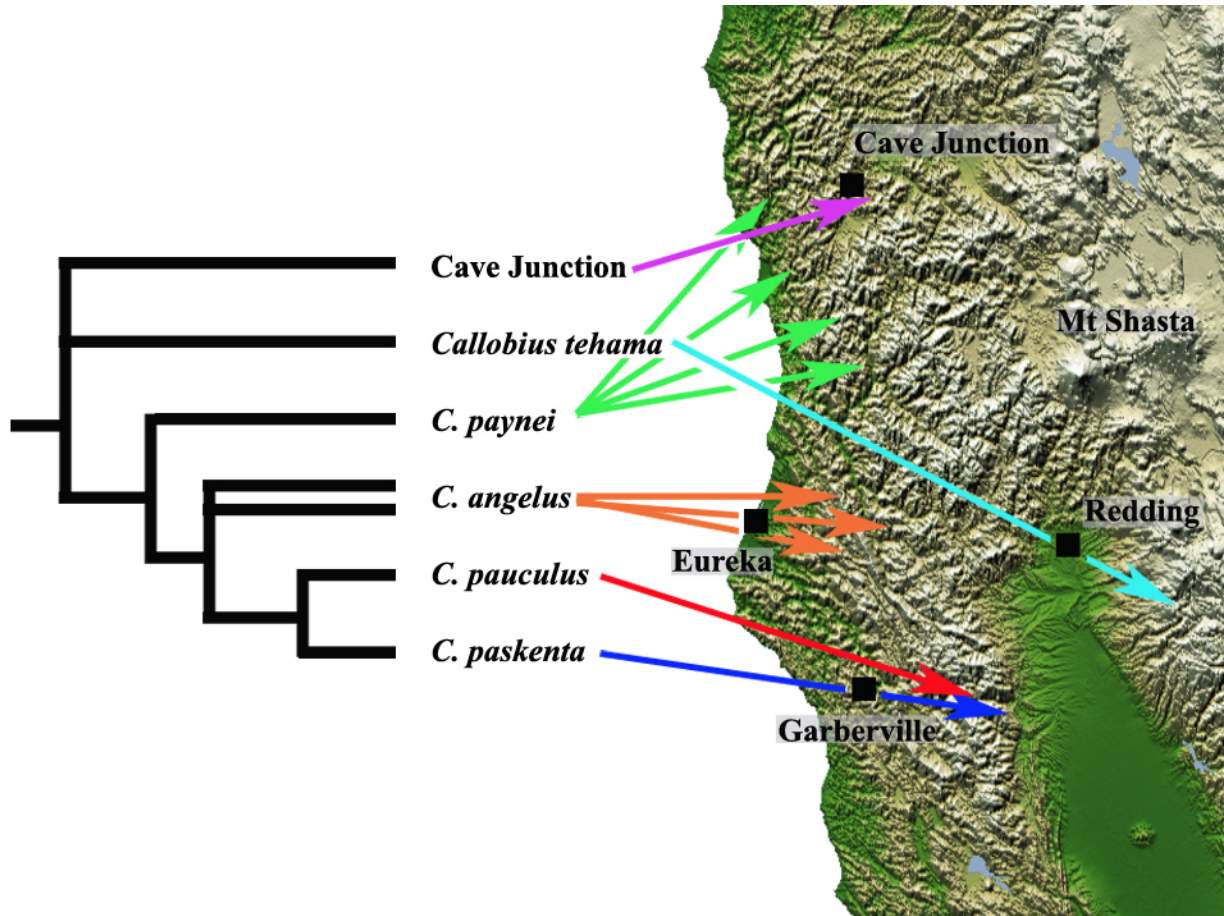 Cave Junction
Callobius tehama
C. paynei
C. angelus
C. pauculus
C. paskenta
Cave Junction
Mt Shasta
Redding
Eureka
Garberville